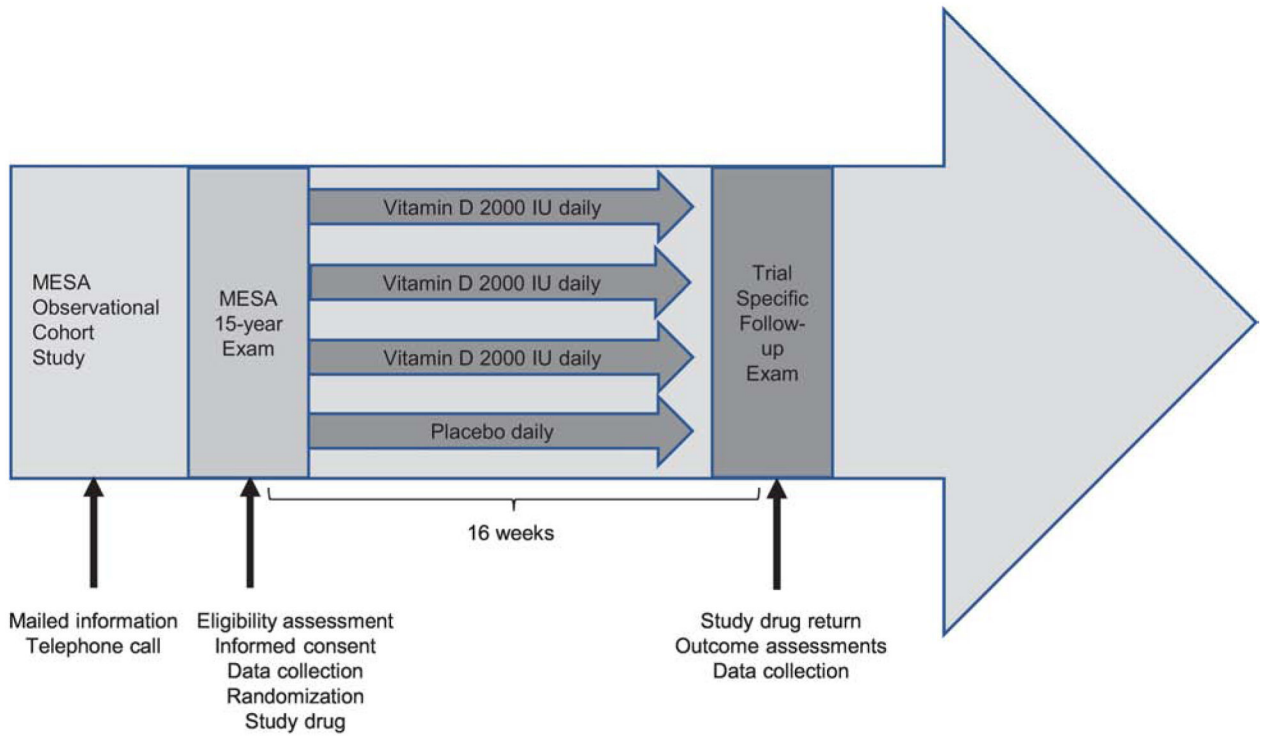 MESA
Observational
Cohort
Study
MESA
15-year
Exam
Vitamin D 2000 IU daily
Vitamin D 2000 IU daily
Vitamin D 2000 IU daily
Placebo daily
Trial
Specific
Follow-
up
Exam
16 weeks
Mailed information
Telephone call
Eligibility assessment
Informed consent
Data collection
Randomization
Study drug
Study drug return
Outcome assessments
Data collection